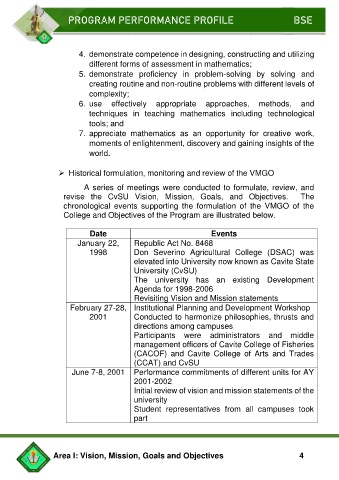 PROGRAM PERFORMANCE PROFILE BSE
4. demonstrate competence in designing, constructing and utilizing
different forms of assessment in mathematics;
5. demonstrate proficiency in problem-solving by solving and
creating routine and non-routine problems with different levels of
complexity;
6. use effectively appropriate approaches, methods, and
techniques in teaching mathematics including technological
tools; and
7. appreciate mathematics as an opportunity for creative work,
moments of enlightenment, discovery and gaining insights of the
world.
➢ Historical formulation, monitoring and review of the VMGO
A series of meetings were conducted to formulate, review, and
revise the CvSU Vision, Mission, Goals, and Objectives. The
chronological events supporting the formulation of the VMGO of the
College and Objectives of the Program are illustrated below.
Date Events
January 22, Republic Act No. 8468
1998 Don Severino Agricultural College (DSAC) was
elevated into University now known as Cavite State
University (CvSU)
The university has an existing Development
Agenda for 1998-2006
Revisiting Vision and Mission statements
February 27-28, Institutional Planning and Development Workshop
2001 Conducted to harmonize philosophies, thrusts and
directions among campuses
Participants were administrators and middle
management officers of Cavite College of Fisheries
(CACOF) and Cavite College of Arts and Trades
(CCAT) and CvSU
June 7-8, 2001 Performance commitments of different units for AY
2001-2002
Initial review of vision and mission statements of the
university
Student representatives from all campuses took
part
Area I: Vision, Mission, Goals and Objectives 4